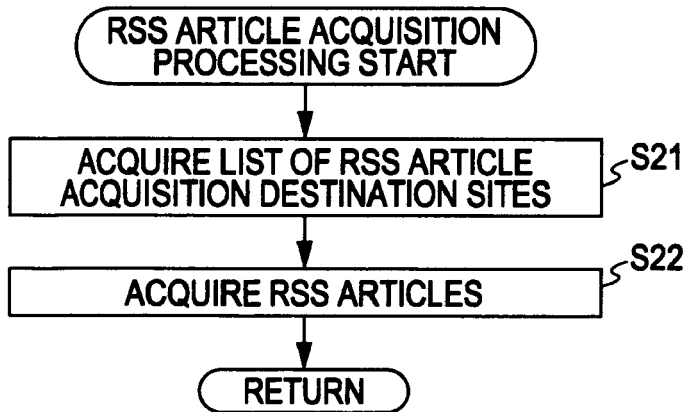 RSS ARTICLE ACQUISITION
PROCESSING START
ACQUIRE LIST OF RSS ARTICLE
ACQUISITION DESTINATION SITES
S21
ACQUIRE RSS ARTICLES
S22
RETURN